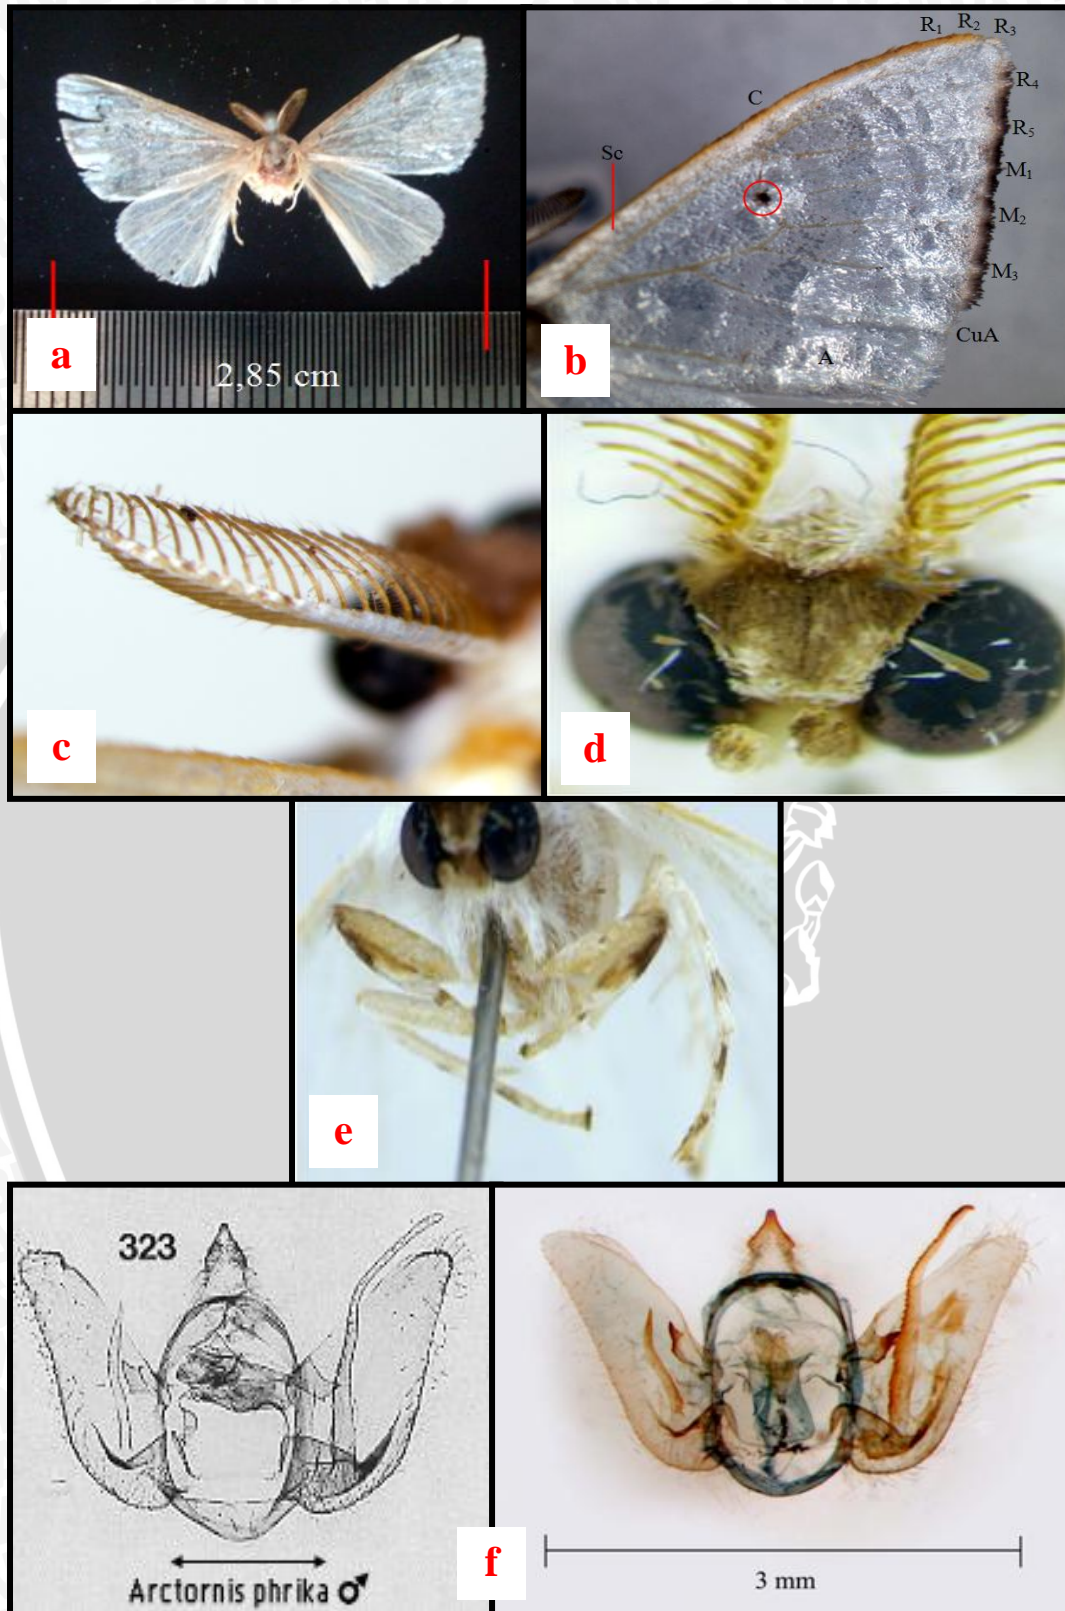 a
2,85 cm
R1 R2 R3
C
R4
Sc
R5
M1
M2
M3
CuA
A
b
c
d
e
323
Arctornis phrika ♂
f
3 mm